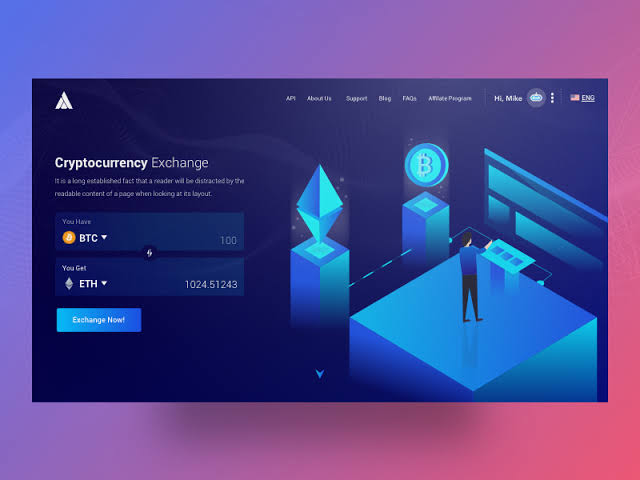 API About Us Support Blog FAQs Affilate Program Hi, Mike ENG
Cryptocurrency Exchange
It is a long established fact that a reader will be distracted by the
readable content of a page when looking at its layout.
You Have
BTC 100
You Get
ETH 1024.51243
Exchange Now!